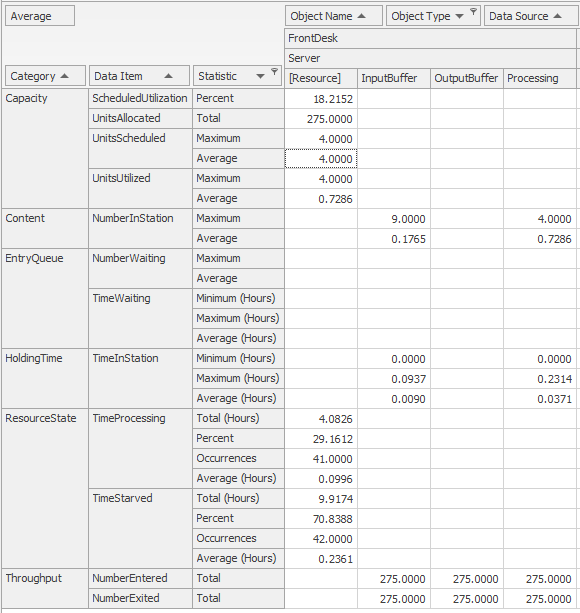 Average Object Name Object Type Data Source
FrontDesk
Server
Category Data Item Statistic [Resource] InputBuffer OutputBuffer Processing
Capacity ScheduledUtilization Percent 18.2152
UnitsAllocated Total 275.0000
UnitsScheduled Maximum 4.0000
Average 4.0000
UnitsUtilized Maximum 4.0000
Average 0.7286
Content NumberInStation Maximum 9.0000 4.0000
Average 0.1765 0.7286
EntryQueue NumberWaiting Maximum
Average
TimeWaiting Minimum (Hours)
Maximum (Hours)
Average (Hours)
HoldingTime TimeInStation Minimum (Hours) 0.0000 0.0000
Maximum (Hours) 0.0937 0.2314
Average (Hours) 0.0090 0.0371
ResourceState TimeProcessing Total (Hours) 4.0826
Percent 29.1612
Occurrences 41.0000
Average (Hours) 0.0996
TimeStarved Total (Hours) 9.9174
Percent 70.8388
Occurrences 42.0000
Average (Hours) 0.2361
Throughput NumberEntered Total 275.0000 275.0000 275.0000
NumberExited Total 275.0000 275.0000 275.0000